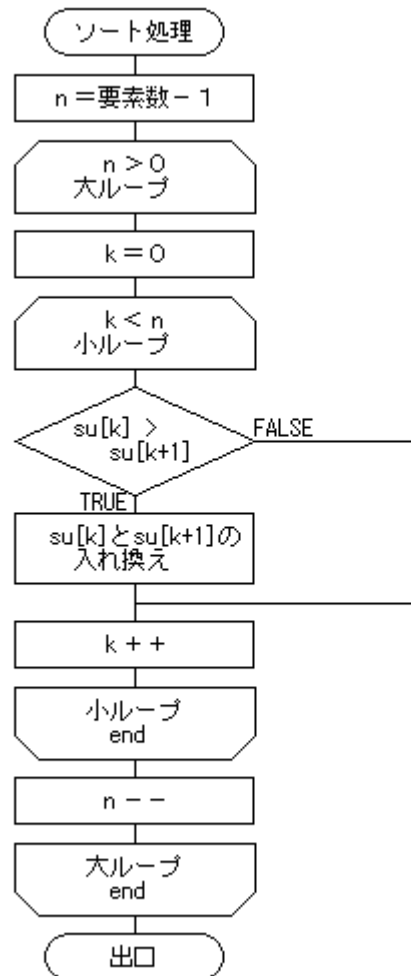 ソート処理
n＝要素数－１
n＞０
大ループ
k＝０
k＜n
小ループ
su[k] ＞
su[k+1]
FALSE
TRUE
su[k]とsu[k+1]の
入れ換え
k＋＋
小ループ
end
n－－
大ループ
end
出口